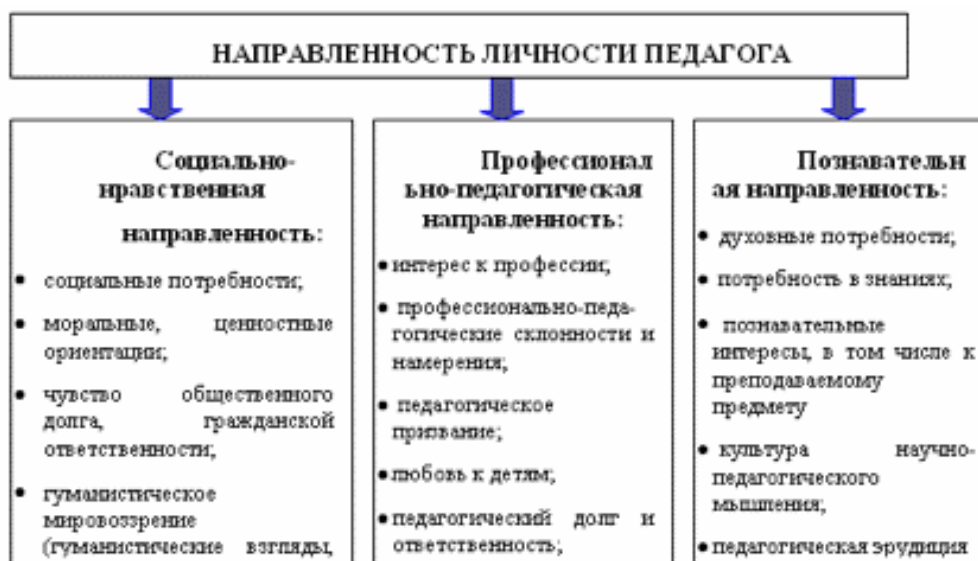 НАПРАВЛЕННОСТЬ ЛИЧНОСТИ ПЕДАГОГА
Социально-
нравственная
направленность:
• социальные потребности;
• моральные, ценностные
ориентации;
• чувство общественного
долга, гражданской
ответственности;
• гуманистическое
мировоззрение
(гуманистические взгляды,
Профессионал
ьно-педагогическая
направленность:
• интерес к профессии;
• профессионально-педа-
гогические склонности и
намерения;
• педагогическое
призвание;
• любовь к детям;
• педагогический долг и
ответственность;
Познавательн
ая направленность:
• духовные потребности;
• потребность в знаниях;
• познавательные
интересы, в том числе к
преподаваемому
предмету
• культура научно-
педагогического
мышления;
• педагогическая эрудиция